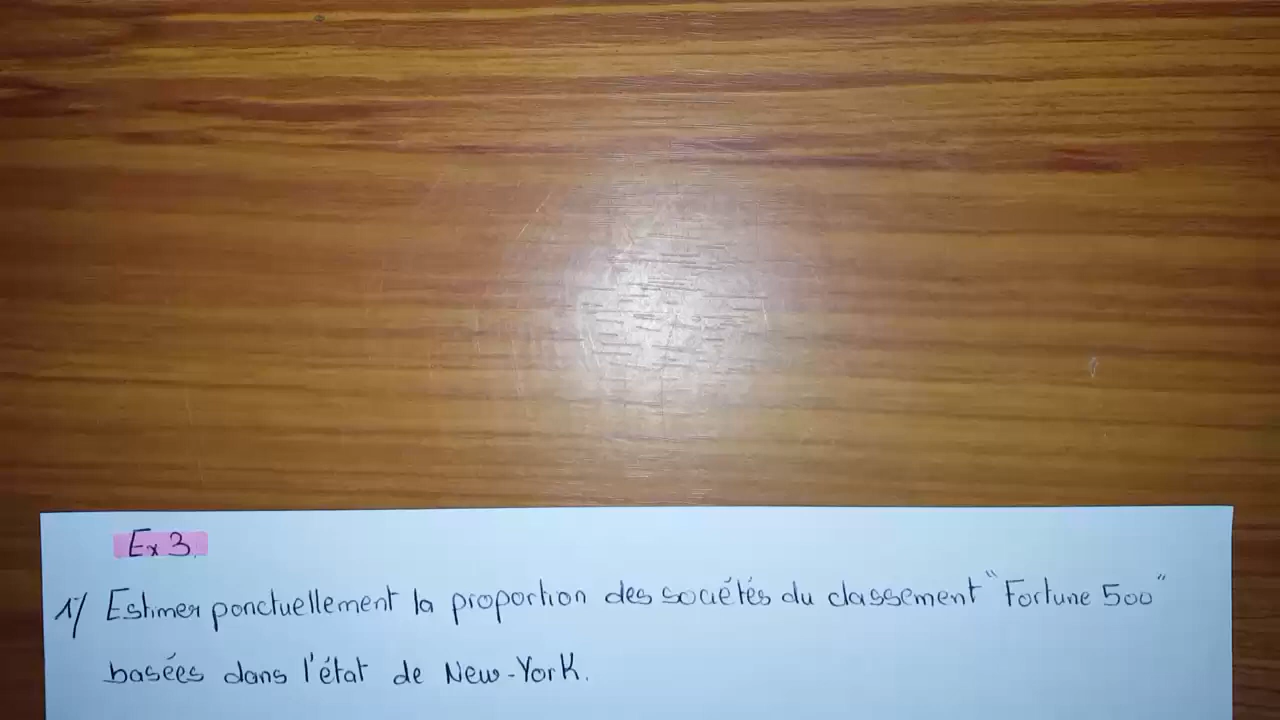 Ex 3.
1°/ Estimer ponctuellement la proportion des sociétés du classement "Fortune 500"
basées dans l'état de New-York.